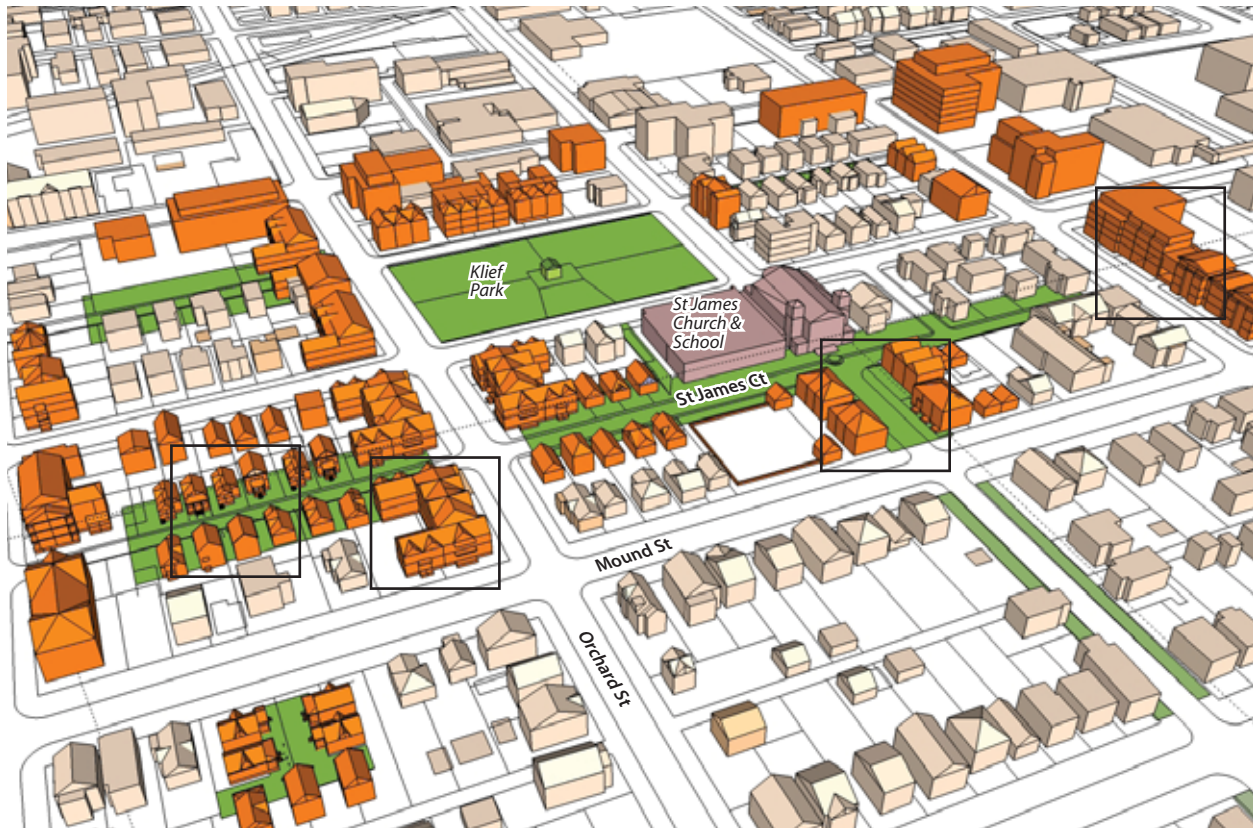 Klief
Park
St James
Church &
School
St James Ct
Mound St
Orchard St